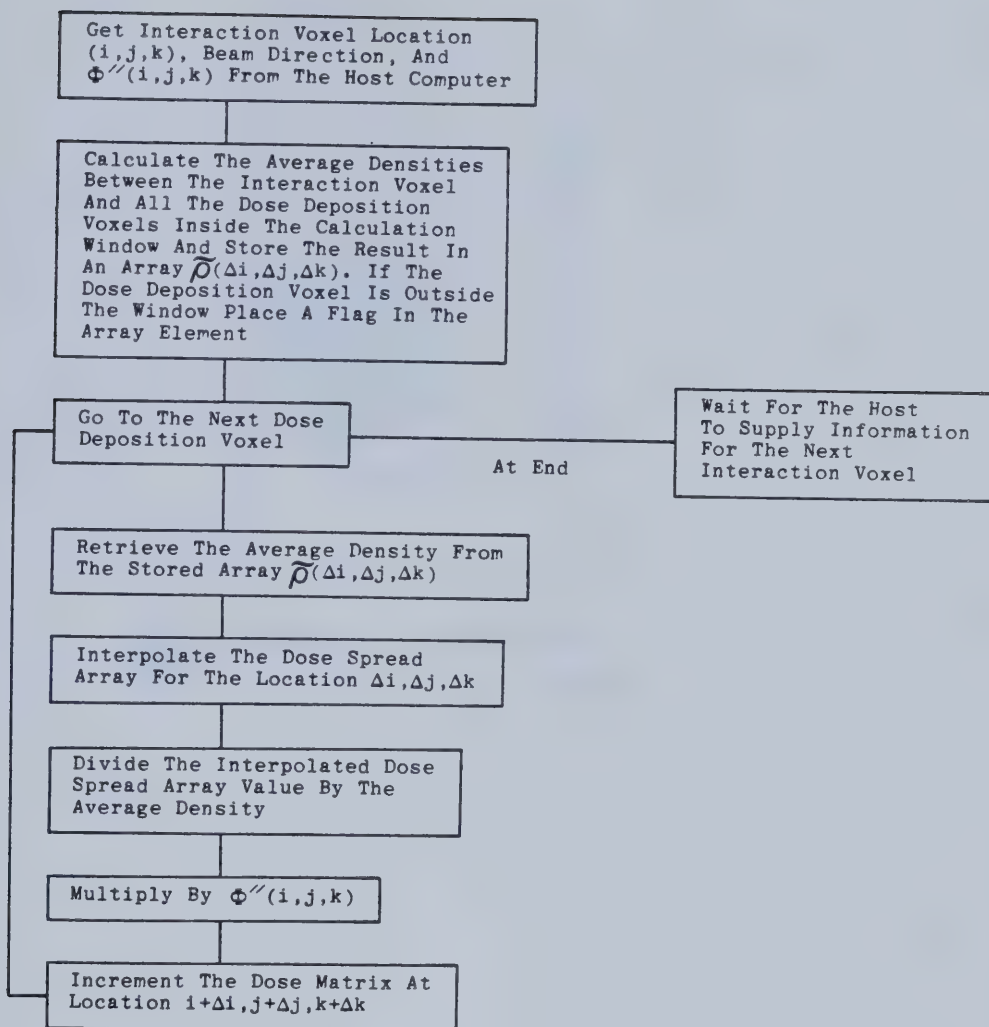 Get Interaction Voxel Location
(i,j,k), Beam Direction, And
Φ″(i,j,k) From The Host Computer
Calculate The Average Densities
Between The Interaction Voxel
And All The Dose Deposition
Voxels Inside The Calculation
Window And Store The Result In
An Array ρ̃(Δi,Δj,Δk). If The
Dose Deposition Voxel Is Outside
The Window Place A Flag In The
Array Element
Go To The Next Dose
Deposition Voxel
At End
Wait For The Host
To Supply Information
For The Next
Interaction Voxel
Retrieve The Average Density From
The Stored Array ρ̃(Δi,Δj,Δk)
Interpolate The Dose Spread
Array For The Location Δi,Δj,Δk
Divide The Interpolated Dose
Spread Array Value By The
Average Density
Multiply By Φ″(i,j,k)
Increment The Dose Matrix At
Location i+Δi,j+Δj,k+Δk